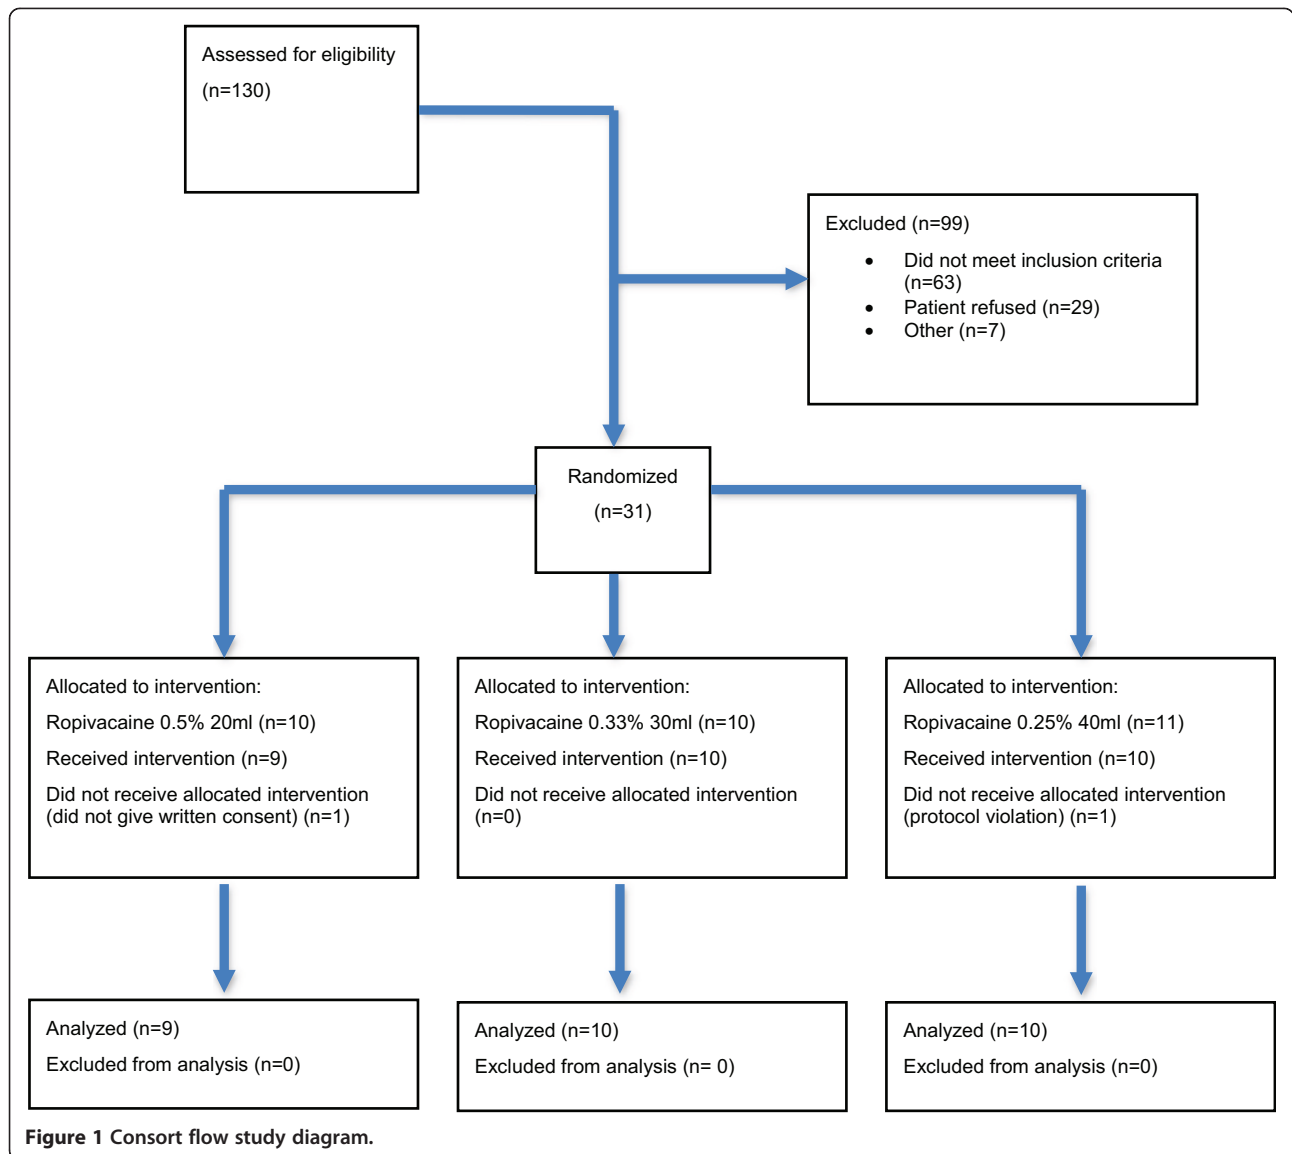 Assessed for eligibility
(n=130)
Excluded (n=99)
• Did not meet inclusion criteria
(n=63)
• Patient refused (n=29)
• Other (n=7)
Randomized
(n=31)
Allocated to intervention:
Ropivacaine 0.5% 20ml (n=10)
Received intervention (n=9)
Did not receive allocated intervention
(did not give written consent) (n=1)
Allocated to intervention:
Ropivacaine 0.33% 30ml (n=10)
Received intervention (n=10)
Did not receive allocated intervention
(n=0)
Allocated to intervention:
Ropivacaine 0.25% 40ml (n=11)
Received intervention (n=10)
Did not receive allocated intervention
(protocol violation) (n=1)
Analyzed (n=9)
Excluded from analysis (n=0)
Analyzed (n=10)
Excluded from analysis (n= 0)
Analyzed (n=10)
Excluded from analysis (n=0)
Figure 1 Consort flow study diagram.